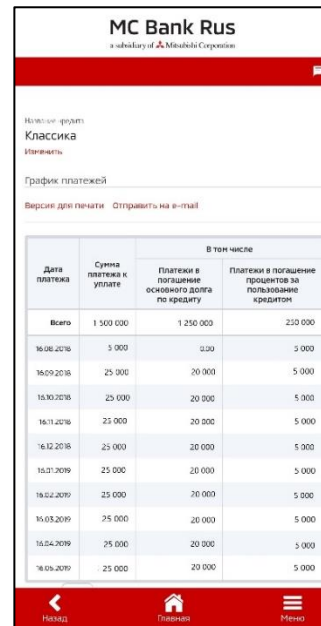 MC Bank Rus
a subsidiary of Mitsubishi Corporation
Название кредита
Классика
Изменить
График платежей
Версия для печати Отправить на e-mail
В том числе
Дата платежа Сумма платежа к уплате Платежи в погашение основного долга по кредиту Платежи в погашение процентов за пользование кредитом
Всего 1 500 000 1 250 000 250 000
16.08.2018 5 000 0.00 5 000
16.09.2018 25 000 20 000 5 000
16.10.2018 25 000 20 000 5 000
16.11.2018 25 000 20 000 5 000
16.12.2018 25 000 20 000 5 000
16.01.2019 25 000 20 000 5 000
16.02.2019 25 000 20 000 5 000
16.03.2019 25 000 20 000 5 000
16.04.2019 25 000 20 000 5 000
16.05.2019 25 000 20 000 5 000
Назад Главная Меню